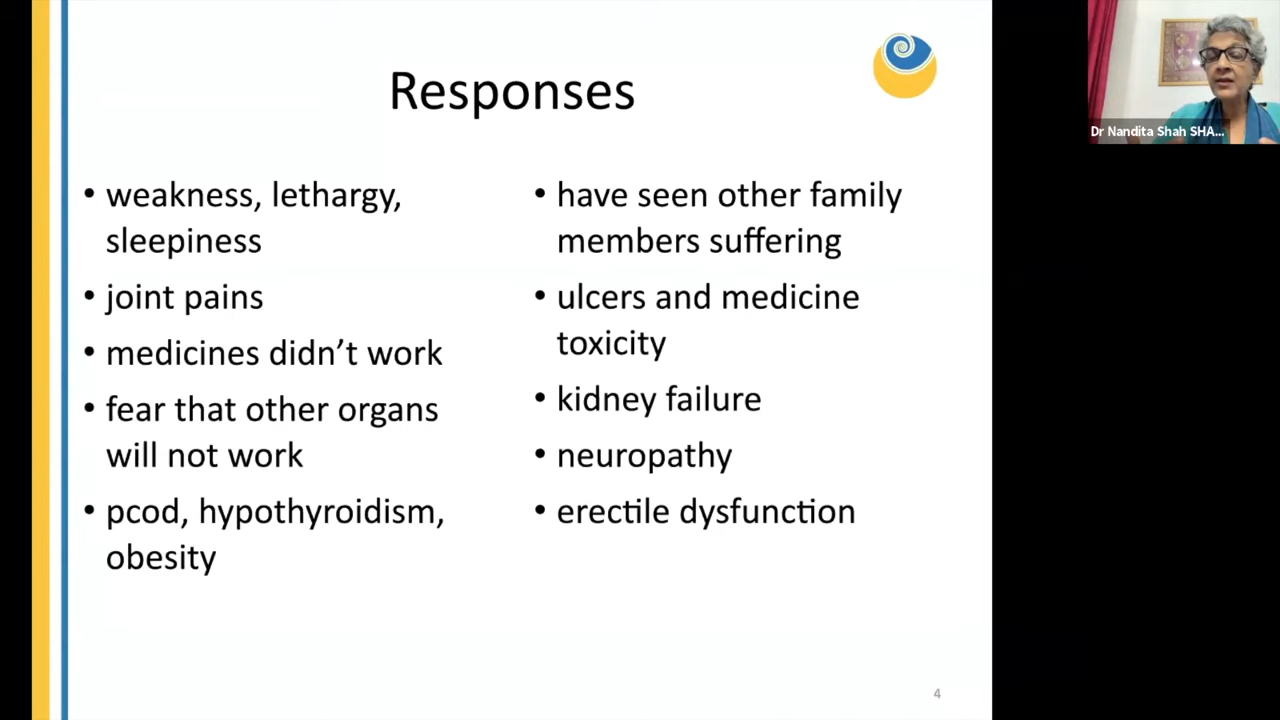 Responses
• weakness, lethargy,
sleepiness
• joint pains
• medicines didn’t work
• fear that other organs
will not work
• pcod, hypothyroidism,
obesity
• have seen other family
members suffering
• ulcers and medicine
toxicity
• kidney failure
• neuropathy
• erectile dysfunction
4
Dr Nandita Shah SHA...